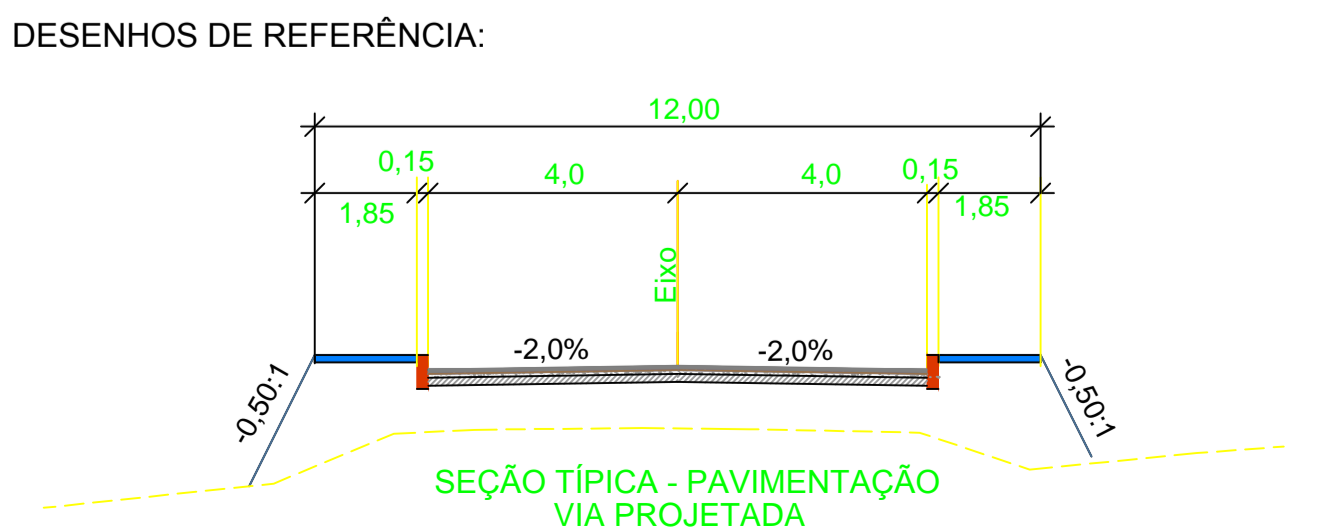 DESENHOS DE REFERÊNCIA:
12,00
0,15
4,0
4,0
0,15
1,85
1,85
Eixo
-2,0%
-2,0%
-0,50:1
-0,50:1
SEÇÃO TÍPICA - PAVIMENTAÇÃO
VIA PROJETADA